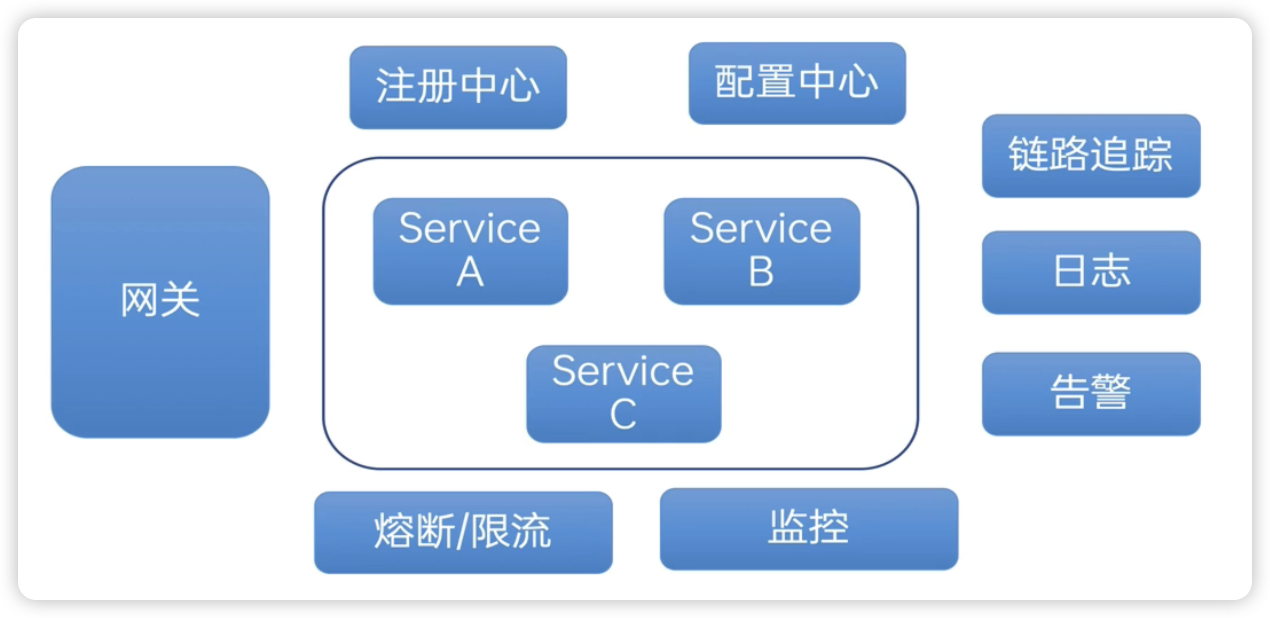 注册中心
配置中心
链路追踪
网关
Service
A
Service
B
日志
Service
C
告警
熔断/限流
监控